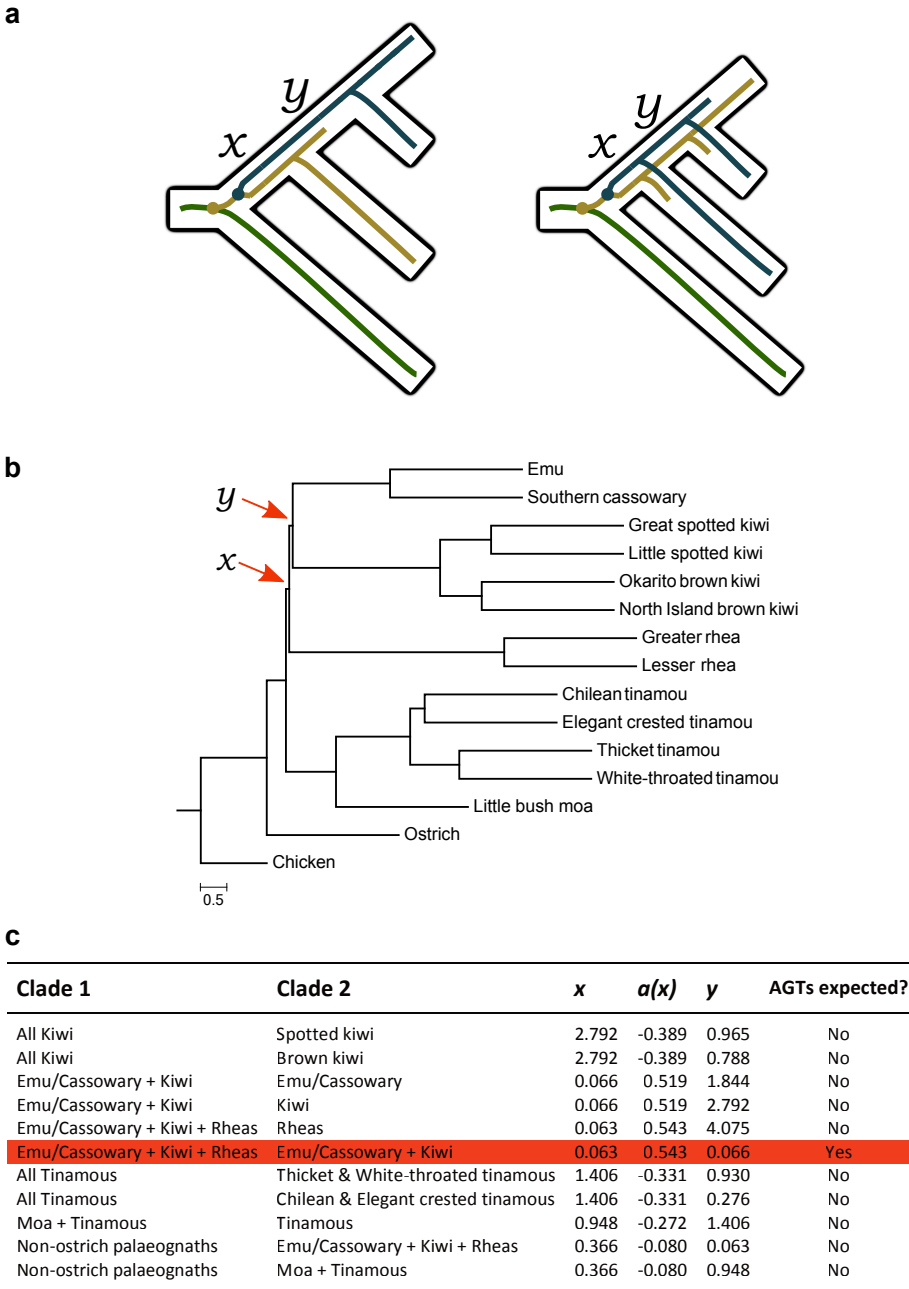 a
y
x
y
x
b
Emu
Southern cassowary
y
Great spotted kiwi
Little spotted kiwi
x
Okarito brown kiwi
North Island brown kiwi
Greater rhea
Lesser rhea
Chilean tinamou
Elegant crested tinamou
Thicket tinamou
White-throated tinamou
Little bush moa
Ostrich
Chicken
0.5
c
Clade 1 Clade 2 x a(x) y AGTs expected?
All Kiwi Spotted kiwi 2.792 -0.389 0.965 No
All Kiwi Brown kiwi 2.792 -0.389 0.788 No
Emu/Cassowary + Kiwi Emu/Cassowary 0.066 0.519 1.844 No
Emu/Cassowary + Kiwi Kiwi 0.066 0.519 2.792 No
Emu/Cassowary + Kiwi + Rheas Rheas 0.063 0.543 4.075 No
Emu/Cassowary + Kiwi + Rheas Emu/Cassowary + Kiwi 0.063 0.543 0.066 Yes
All Tinamous Thicket & White-throated tinamous 1.406 -0.331 0.930 No
All Tinamous Chilean & Elegant crested tinamous 1.406 -0.331 0.276 No
Moa + Tinamous Tinamous 0.948 -0.272 1.406 No
Non-ostrich palaeognaths Emu/Cassowary + Kiwi + Rheas 0.366 -0.080 0.063 No
Non-ostrich palaeognaths Moa + Tinamous 0.366 -0.080 0.948 No